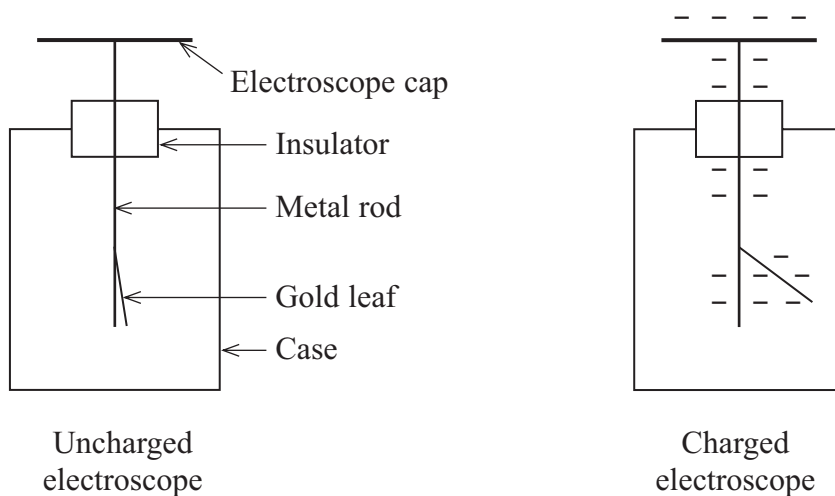 Electroscope cap
Insulator
Metal rod
Gold leaf
Case
Uncharged
electroscope
Charged
electroscope